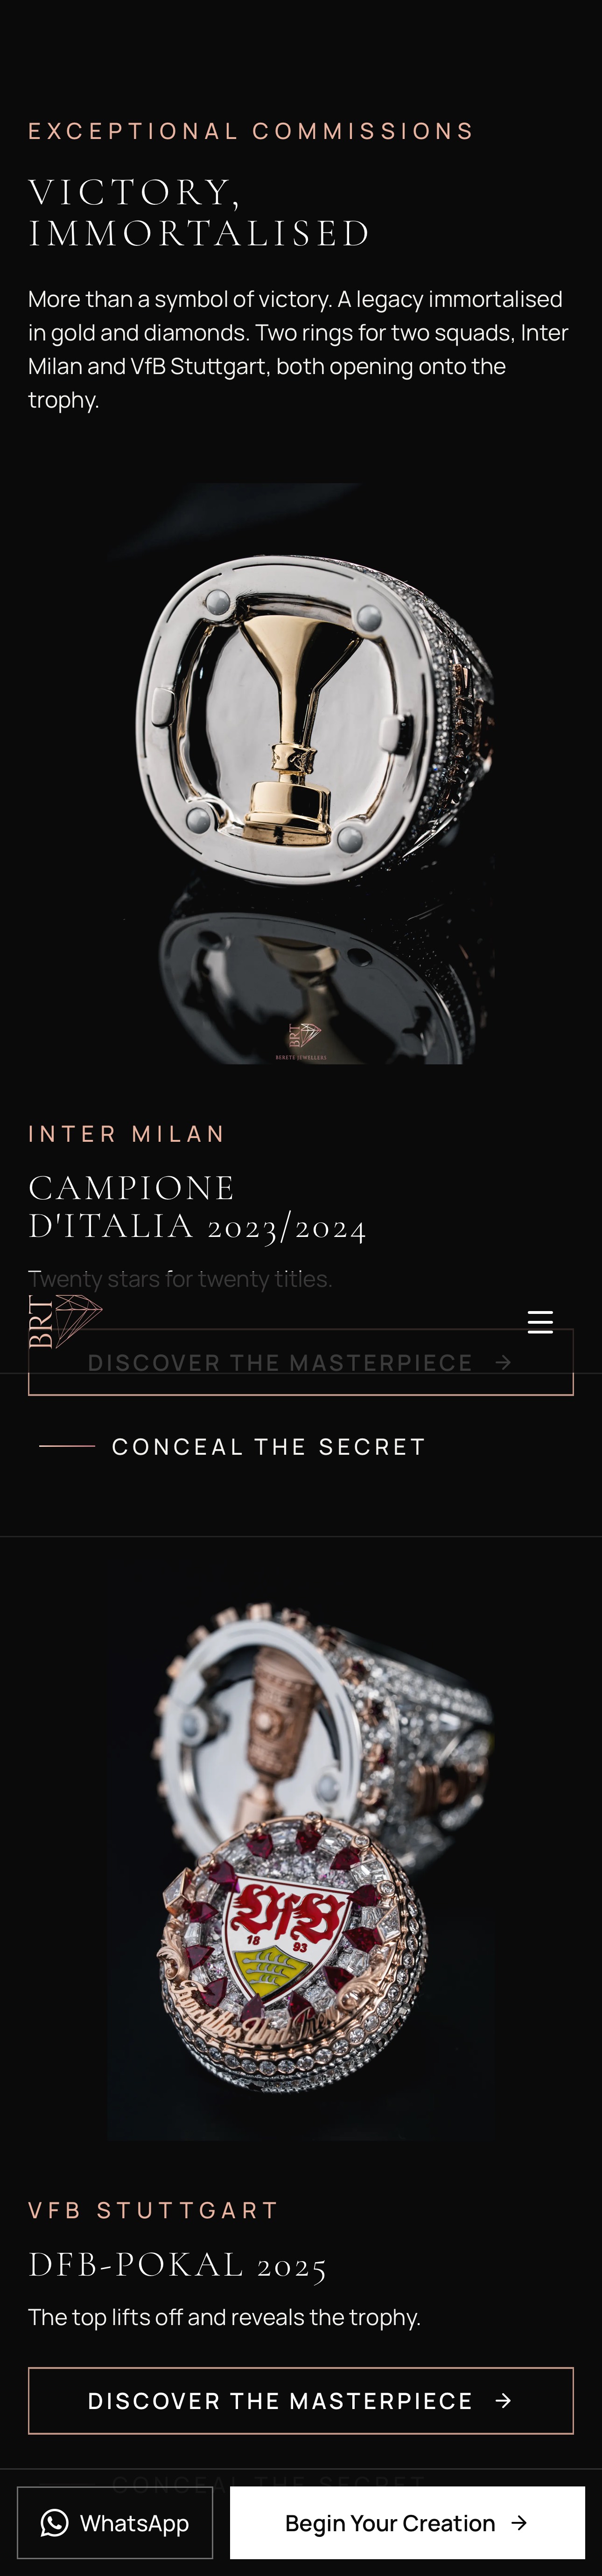 EXCEPTIONAL COMMISSIONS
VICTORY,
IMMORTALISED
More than a symbol of victory. A legacy immortalised
in gold and diamonds. Two rings for two squads, Inter
Milan and VfB Stuttgart, both opening onto the
trophy.
BRT
BERETE JEWELLERS
INTER MILAN
CAMPIONE
D'ITALIA 2023/2024
Twenty stars for twenty titles.
BRT
DISCOVER THE MASTERPIECE →
CONCEAL THE SECRET
VfB
18 93
Furchtlos Und Treu
VFB STUTTGART
DFB-POKAL 2025
The top lifts off and reveals the trophy.
DISCOVER THE MASTERPIECE →
CONCEAL THE SECRET
WhatsApp
Begin Your Creation →